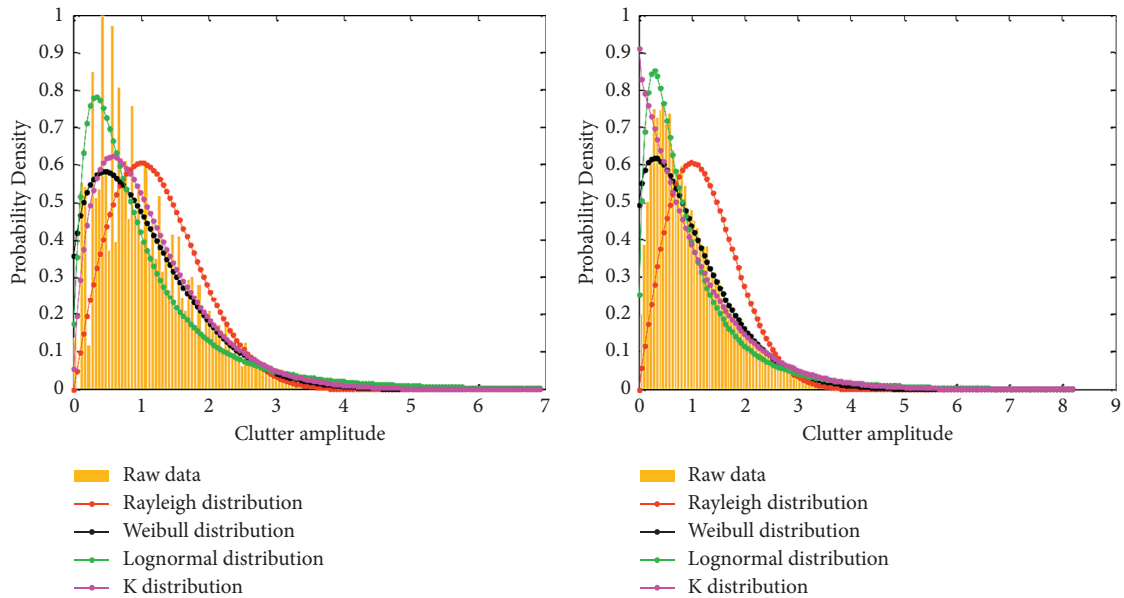 1
0.9
0.8
0.7
0.6
0.5
0.4
0.3
0.2
0.1
0
Probability Density
0 1 2 3 4 5 6 7
Clutter amplitude
Raw data
Rayleigh distribution
Weibull distribution
Lognormal distribution
K distribution
1
0.9
0.8
0.7
0.6
0.5
0.4
0.3
0.2
0.1
0
Probability Density
0 1 2 3 4 5 6 7 8 9
Clutter amplitude
Raw data
Rayleigh distribution
Weibull distribution
Lognormal distribution
K distribution